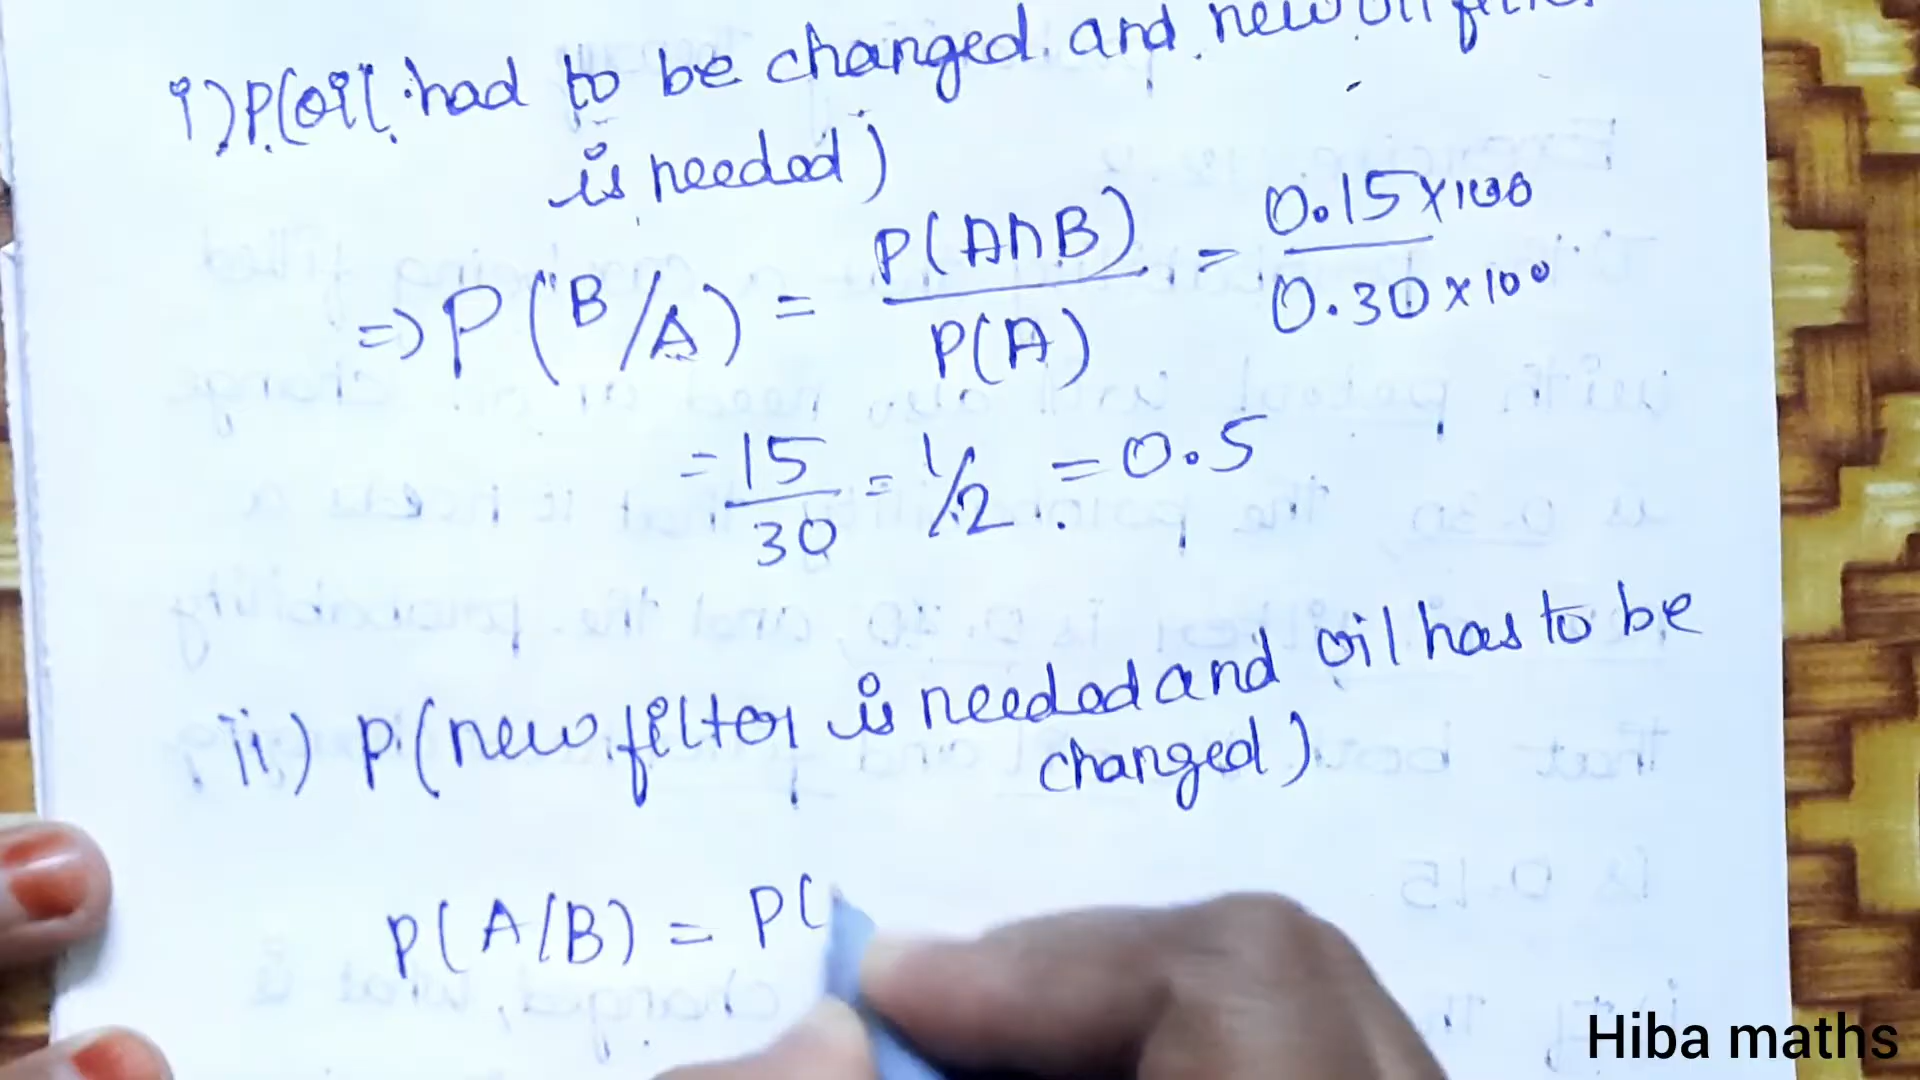 i) P(oil had to be changed and new oil
is needed)
=> P(B/A) = P(A∩B) / P(A) = 0.15 x 100 / 0.30 x 100
= 15/30 = 1/2 = 0.5
ii) P(new filter is needed and oil has to be
changed)
P(A/B) = P(
Hiba maths